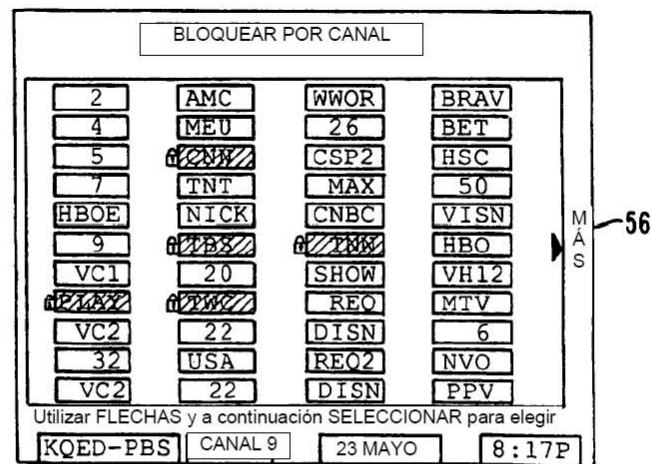 BLOQUEAR POR CANAL
2 AMC WWOR BRAV
4 MEU 26 BET
5 CNN CSP2 HSC
7 TNT MAX 50
HBOE NICK CNBC VISN
9 TBS TNN HBO
VC1 20 SHOW VH12
PLAY TWC REQ MTV
VC2 22 DISN 6
32 USA REQ2 NVO
VC2 22 DISN PPV
MÁS
56
Utilizar FLECHAS y a continuación SELECCIONAR para elegir
KQED-PBS CANAL 9 23 MAYO 8:17P